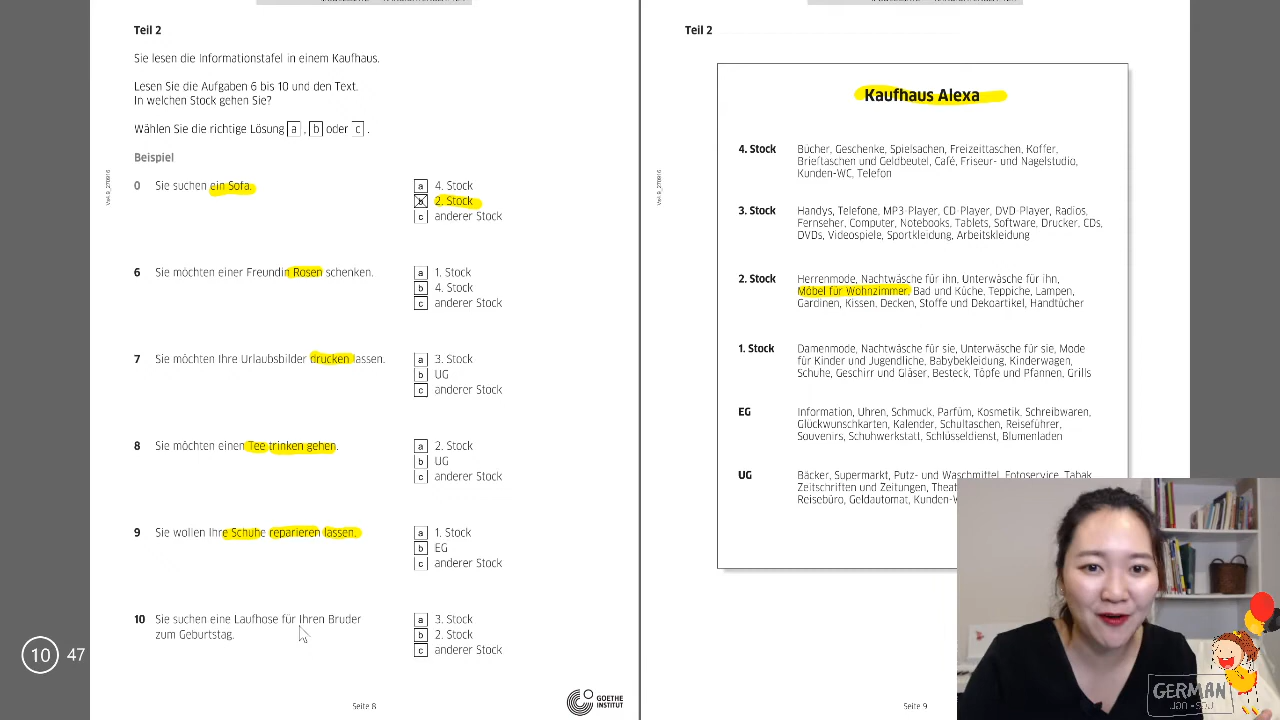 Teil 2
Sie lesen die Informationstafel in einem Kaufhaus.
Lesen Sie die Aufgaben 6 bis 10 und den Text.
In welchen Stock gehen Sie?
Wählen Sie die richtige Lösung a , b oder c .
Beispiel
0 Sie suchen ein Sofa.
a 4. Stock
b 2. Stock
c anderer Stock
6 Sie möchten einer Freundin Rosen schenken.
a 1. Stock
b 4. Stock
c anderer Stock
7 Sie möchten Ihre Urlaubsbilder drucken lassen.
a 3. Stock
b UG
c anderer Stock
8 Sie möchten einen Tee trinken gehen.
a 2. Stock
b UG
c anderer Stock
9 Sie wollen Ihre Schuhe reparieren lassen.
a 1. Stock
b EG
c anderer Stock
10 Sie suchen eine Laufhose für Ihren Bruder
zum Geburtstag.
a 3. Stock
b 2. Stock
c anderer Stock
10 47
Seite 8
GOETHE
INSTITUT
Teil 2
Kaufhaus Alexa
4. Stock Bücher, Geschenke, Spielsachen, Freizeittaschen, Koffer,
Brieftaschen und Geldbeutel, Café, Friseur- und Nagelstudio,
Kunden-WC, Telefon
3. Stock Handys, Telefone, MP3-Player, CD-Player, DVD-Player, Radios,
Fernseher, Computer, Notebooks, Tablets, Software, Drucker, CDs,
DVDs, Videospiele, Sportkleidung, Arbeitskleidung
2. Stock Herrenmode, Nachtwäsche für ihn, Unterwäsche für ihn,
Möbel für Wohnzimmer, Bad und Küche, Teppiche, Lampen,
Gardinen, Kissen, Decken, Stoffe und Dekoartikel, Handtücher
1. Stock Damenmode, Nachtwäsche für sie, Unterwäsche für sie, Mode
für Kinder und Jugendliche, Babybekleidung, Kinderwagen,
Schuhe, Geschirr und Gläser, Besteck, Töpfe und Pfannen, Grills
EG Information, Uhren, Schmuck, Parfüm, Kosmetik, Schreibwaren,
Glückwunschkarten, Kalender, Schultaschen, Reiseführer,
Souvenirs, Schuhwerkstatt, Schlüsseldienst, Blumenladen
UG Bäcker, Supermarkt, Putz- und Waschmittel, Fotoservice, Tabak,
Zeitschriften und Zeitungen,
Reisebüro, Geldautomat,
Seite 9
GERMAN